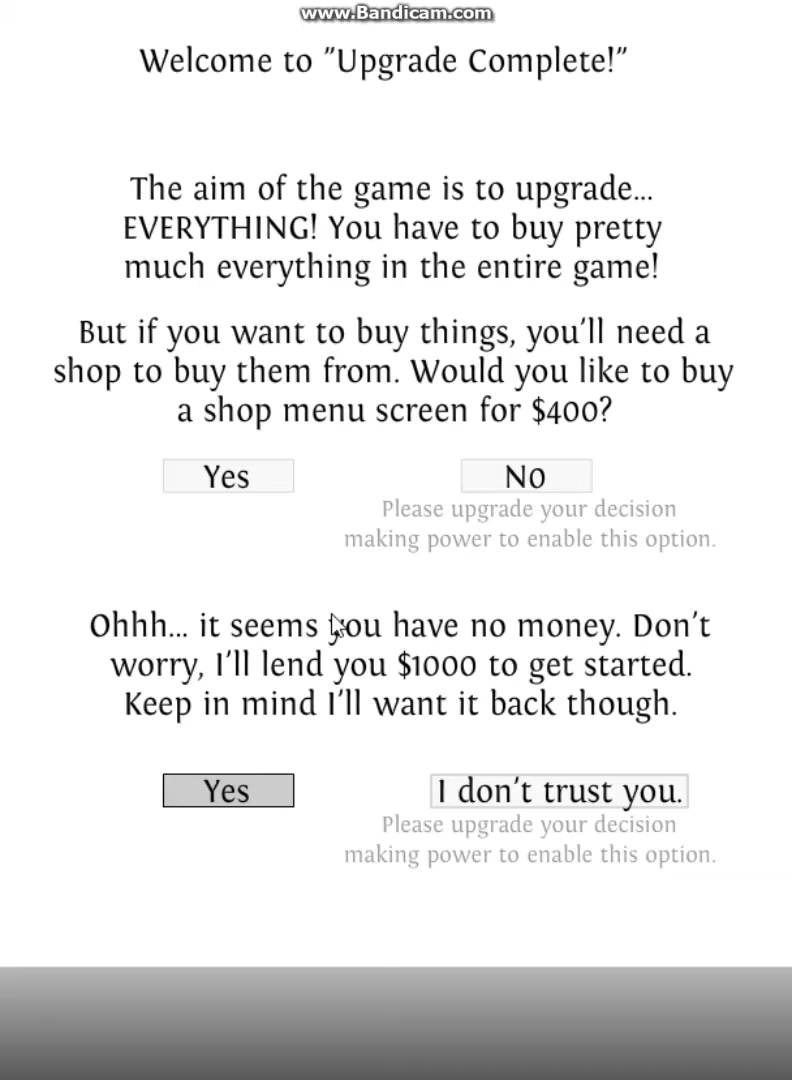 www.Bandicam.com
Welcome to "Upgrade Complete!"
The aim of the game is to upgrade...
EVERYTHING! You have to buy pretty
much everything in the entire game!
But if you want to buy things, you'll need a
shop to buy them from. Would you like to buy
a shop menu screen for $400?
Yes
No
Please upgrade your decision
making power to enable this option.
Ohhh... it seems you have no money. Don't
worry, I'll lend you $1000 to get started.
Keep in mind I'll want it back though.
Yes
I don't trust you.
Please upgrade your decision
making power to enable this option.